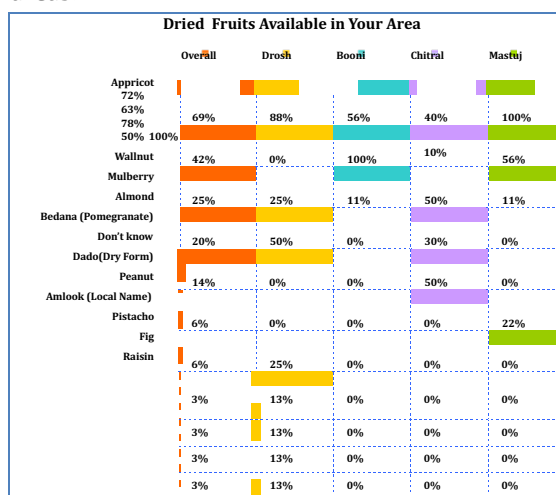 Dried Fruits Available in Your Area
Overall Drosh Booni Chitral Mastuj
Appricot
72%
63%
78%
50% 100%
69% 88% 56% 40% 100%
Wallnut
42% 0% 100% 10% 56%
Mulberry
Almond
25% 25% 11% 50% 11%
Bedana (Pomegranate)
Don't know
20% 50% 0% 30% 0%
Dado(Dry Form)
Peanut
14% 0% 0% 50% 0%
Amlook (Local Name)
Pistacho
6% 0% 0% 0% 22%
Fig
Raisin
6% 25% 0% 0% 0%
3% 13% 0% 0% 0%
3% 13% 0% 0% 0%
3% 13% 0% 0% 0%
3% 13% 0% 0% 0%